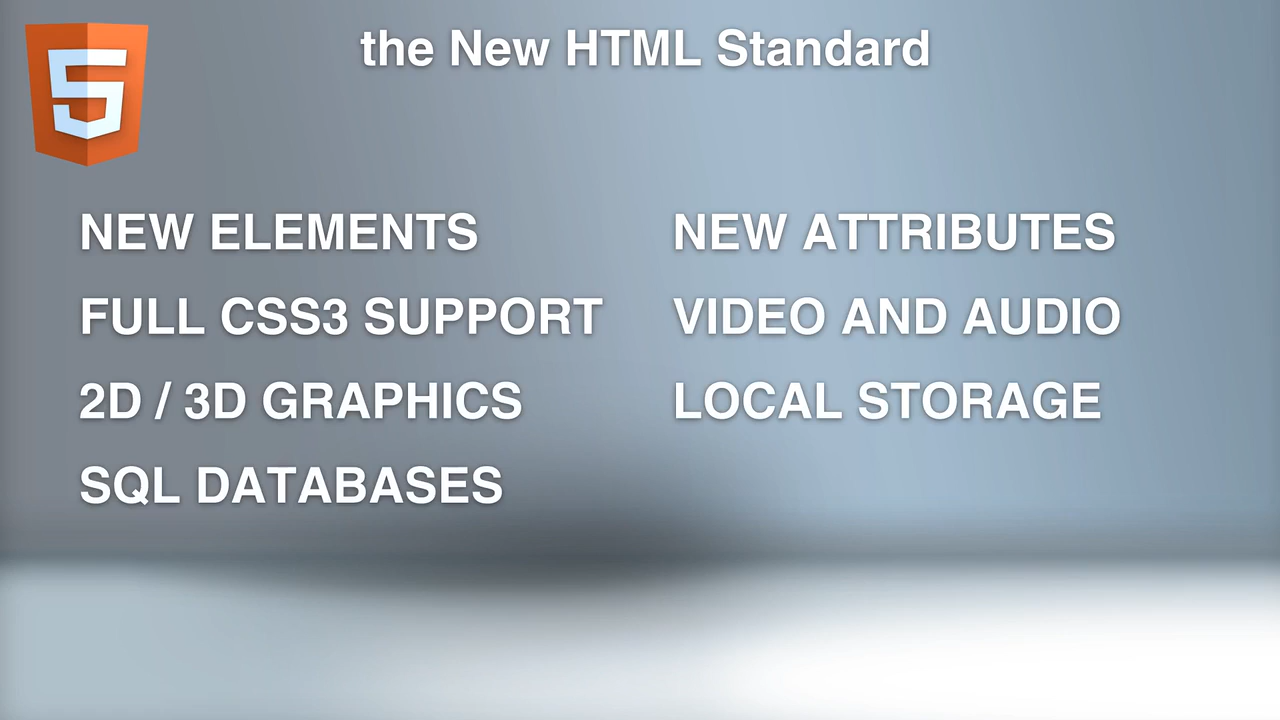 5
the New HTML Standard
NEW ELEMENTS
NEW ATTRIBUTES
FULL CSS3 SUPPORT
VIDEO AND AUDIO
2D / 3D GRAPHICS
LOCAL STORAGE
SQL DATABASES